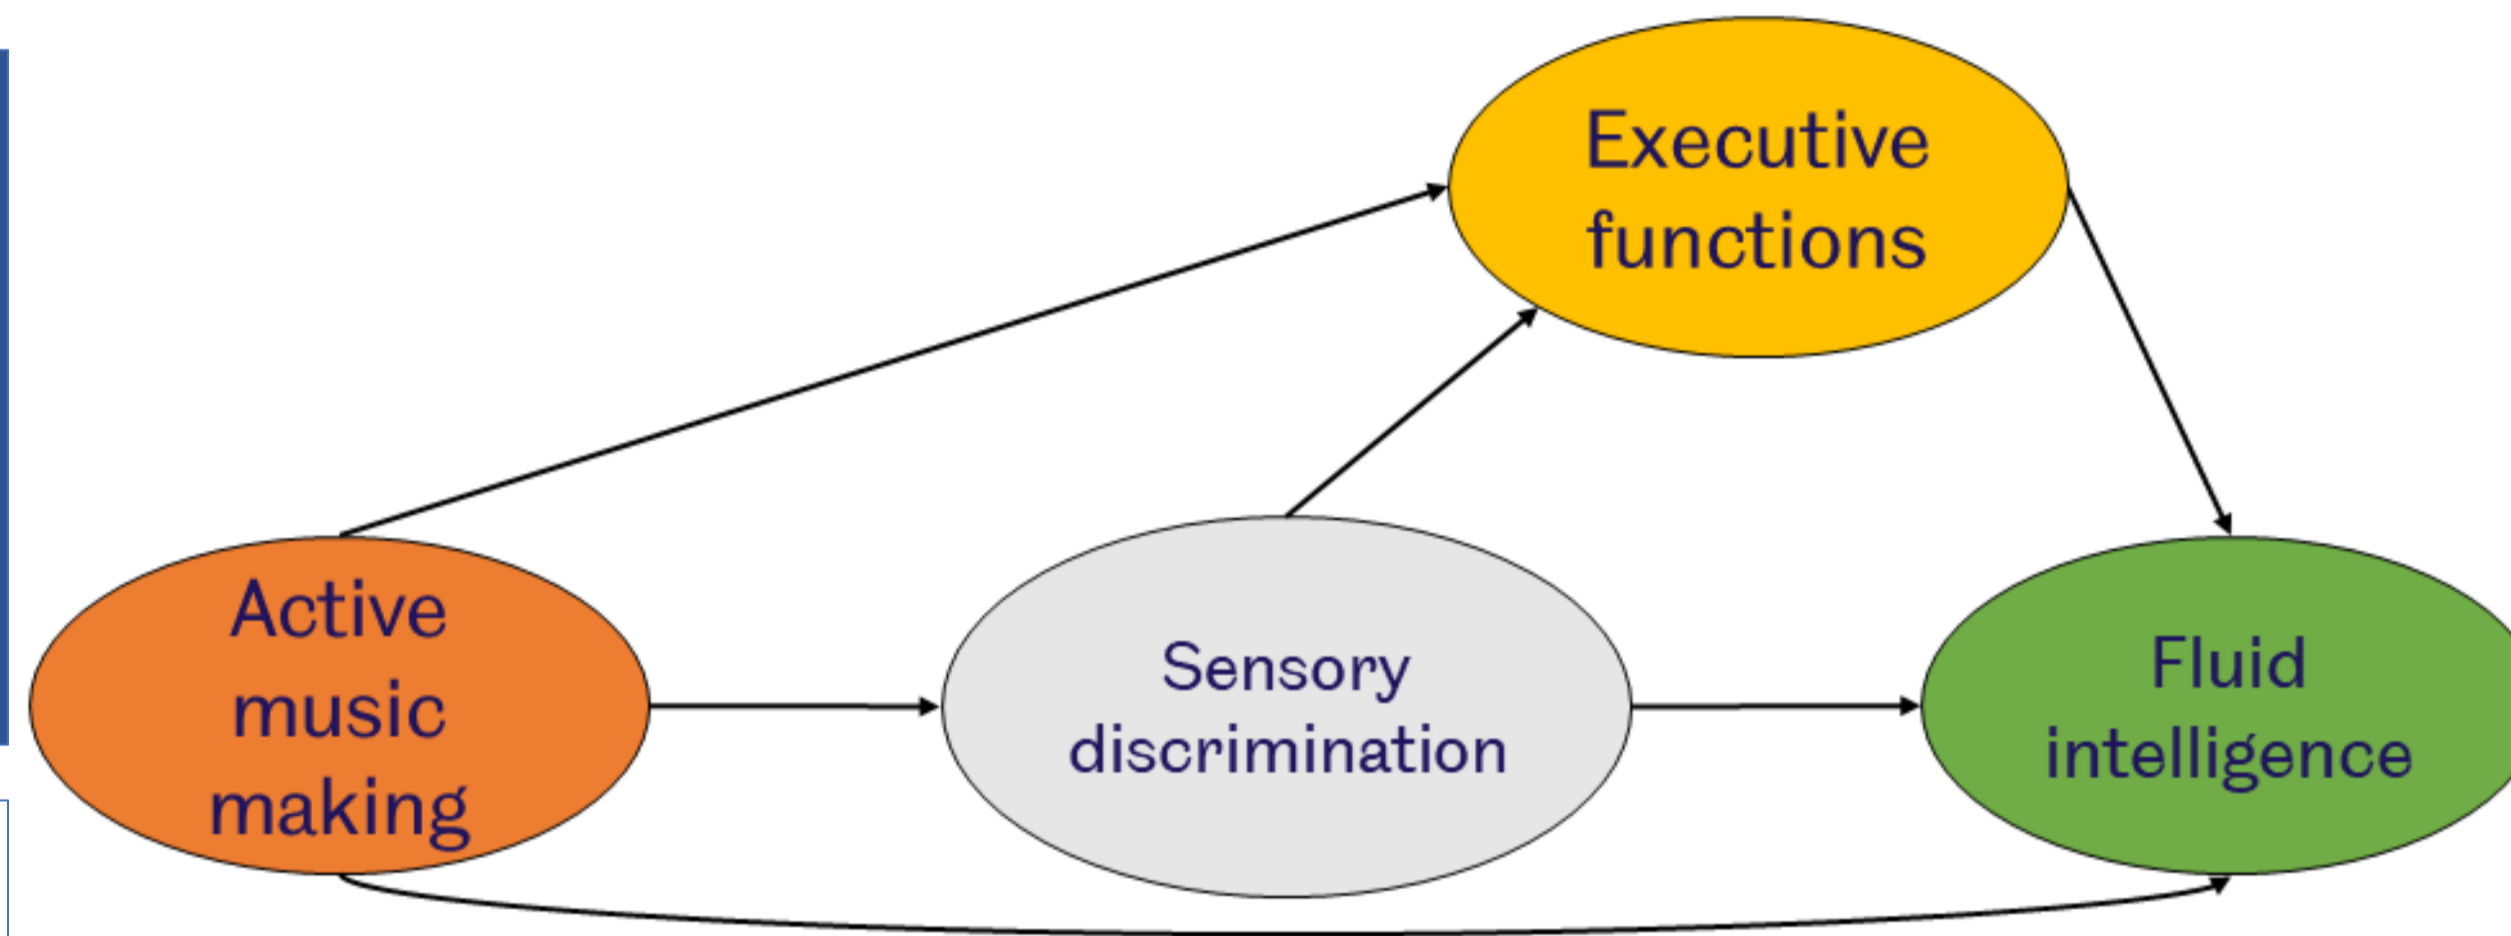 Executive
functions
Active
music
making
Sensory
discrimination
Fluid
intelligence